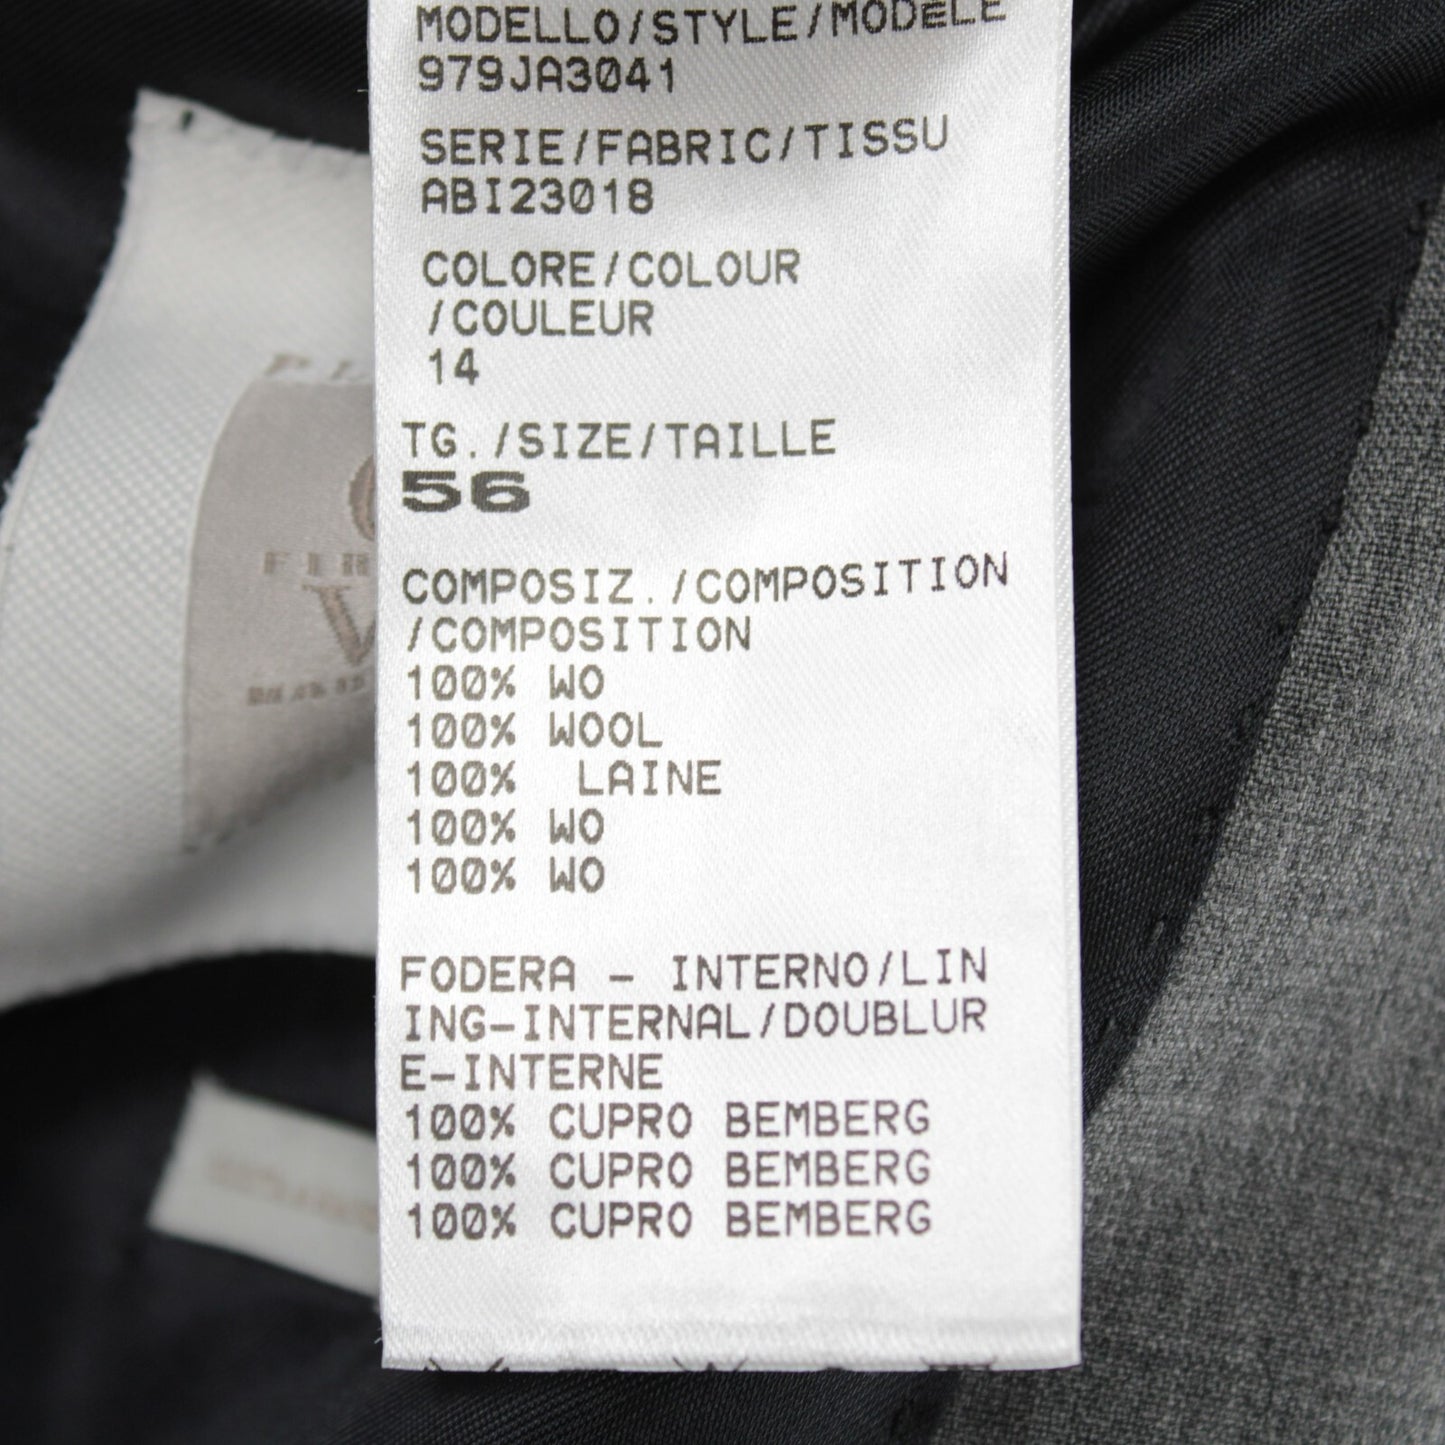 MODELLO/STYLE/MODELE
979JA3041
SERIE/FABRIC/TISSU
ABI23018
COLORE/COLOUR
/COULEUR
14
TG./SIZE/TAILLE
56
COMPOSIZ./COMPOSITION
/COMPOSITION
100% WO
100% WOOL
100% LAINE
100% WO
100% WO
FODERA - INTERNO/LIN
ING-INTERNAL/DOUBLUR
E-INTERNE
100% CUPRO BEMBERG
100% CUPRO BEMBERG
100% CUPRO BEMBERG